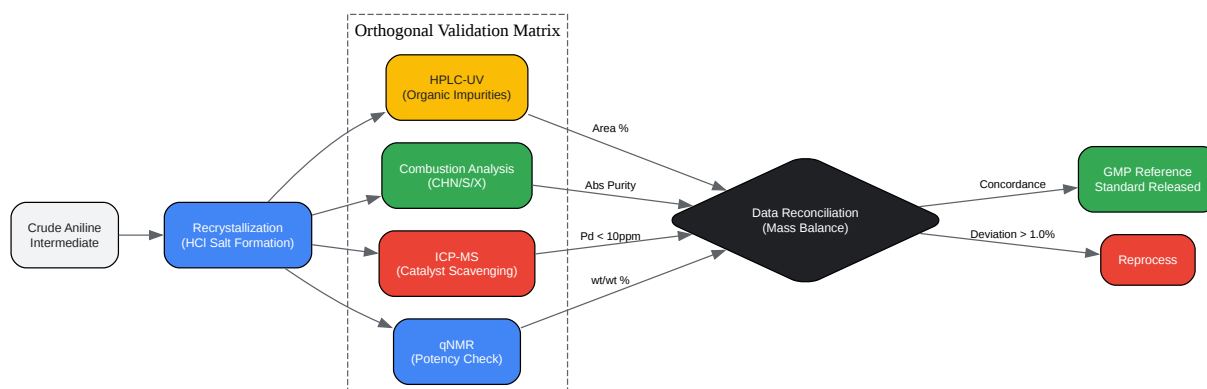 Orthogonal Validation Matrix
HPLC-UV
(Organic Impurities)
Area %
Combustion Analysis
(CHN/S/X)
Abs Purity
Concordance
GMP Reference
Standard Released
Crude Aniline
Intermediate
Recrystallization
(HCl Salt Formation)
Data Reconciliation
(Mass Balance)
ICP-MS
(Catalyst Scavenging)
Pd < 10ppm
Deviation > 1.0%
Reprocess
wt/wt %
qNMR
(Potency Check)